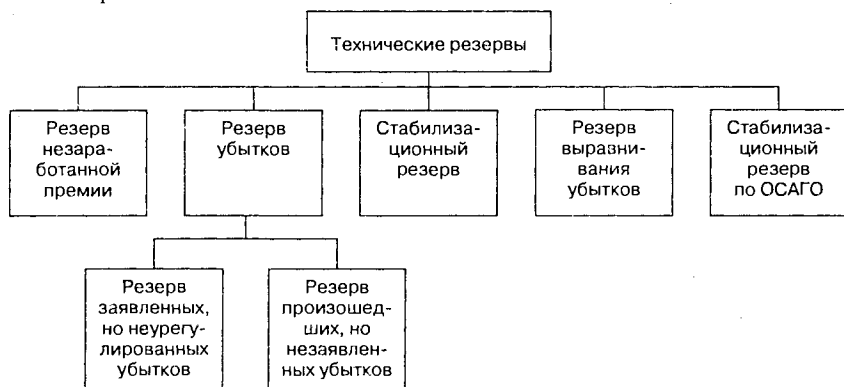 Технические резервы
Резерв
незара-
ботанной
премии
Резерв
убытков
Стабилиза-
ционный
резерв
Резерв
выравни-
вания
убытков
Стабилиза-
ционный
резерв
по ОСАГО
Резерв
заявленных,
но неурегу-
лированных
убытков
Резерв
произошед-
ших, но
незаявлен-
ных убытков